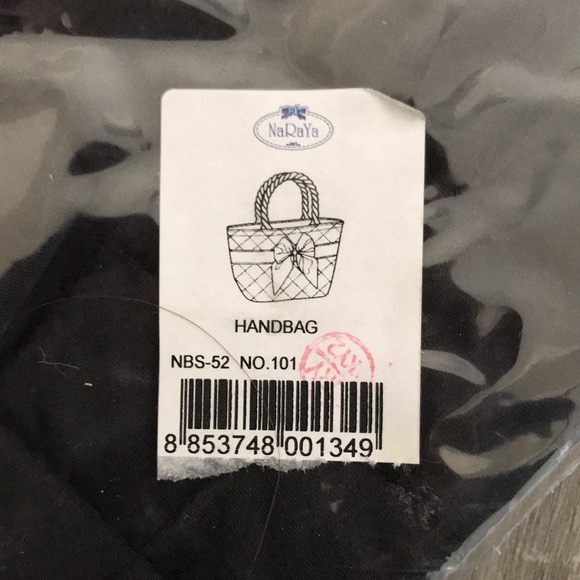 NaRaYa
HANDBAG
NBS-52 NO.101
8 853748 001349